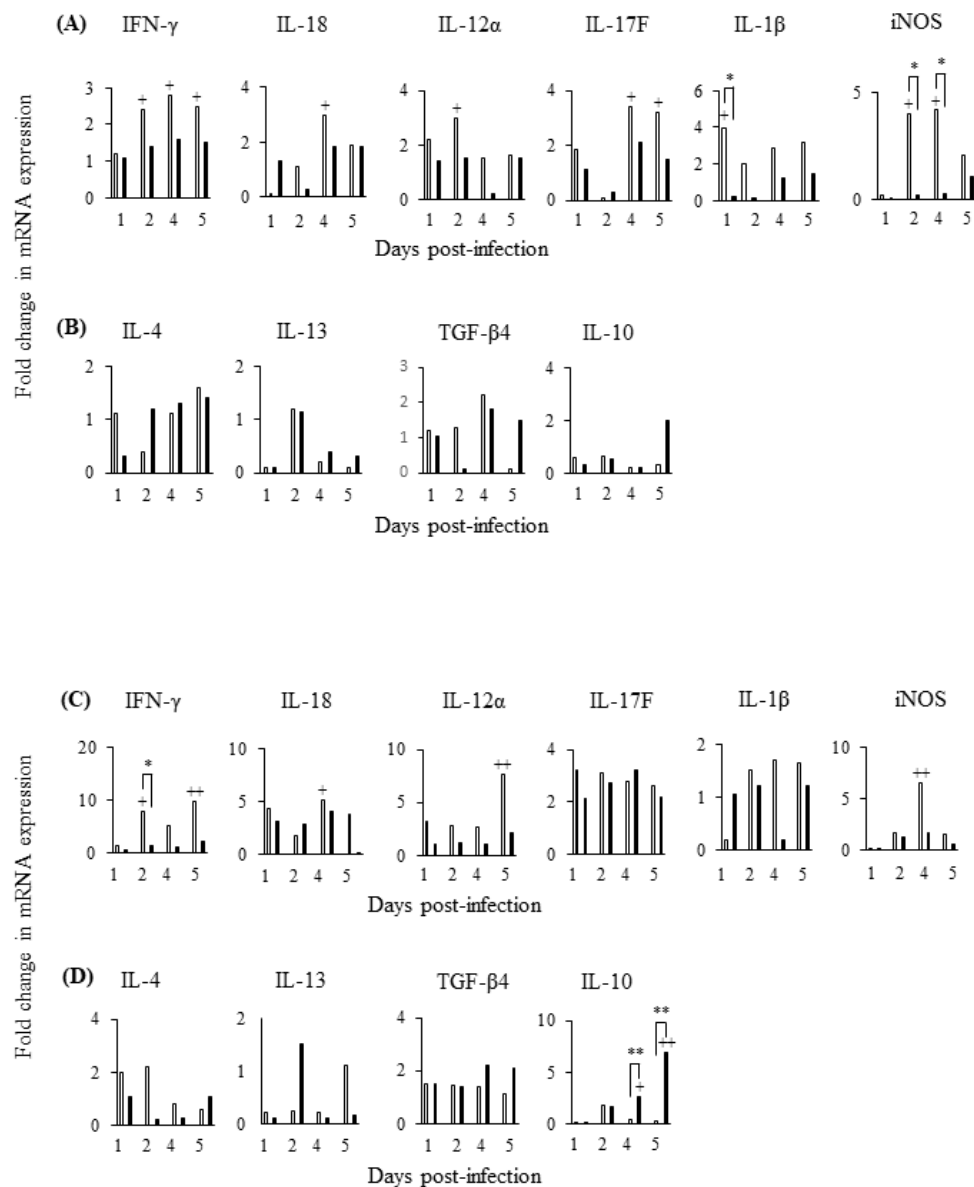 (A) IFN-γ IL-18 IL-12α IL-17F IL-1β iNOS
Fold change in mRNA expression
3 2 1 0
+ + +
1 2 4 5
4 2 0
+
1 2 4 5
4 2 0
+
1 2 4 5
4 2 0
+ +
1 2 4 5
6 4 2 0
+ *
1 2 4 5
5 0
+ * + *
1 2 4 5
Days post-infection
(B) IL-4 IL-13 TGF-β4 IL-10
2 1 0
1 2 4 5
2 1 0
1 2 4 5
3 2 1 0
1 2 4 5
4 2 0
1 2 4 5
Days post-infection
(C) IFN-γ IL-18 IL-12α IL-17F IL-1β iNOS
Fold change in mRNA expression
20 10 0
+ * ++
1 2 4 5
10 5 0
+
1 2 4 5
10 5 0
++
1 2 4 5
4 2 0
1 2 4 5
2 1 0
1 2 4 5
10 5 0
++
1 2 4 5
Days post-infection
(D) IL-4 IL-13 TGF-β4 IL-10
4 2 0
1 2 4 5
2 1 0
1 2 4 5
4 2 0
1 2 4 5
10 5 0
** + ** ++
1 2 4 5
Days post-infection